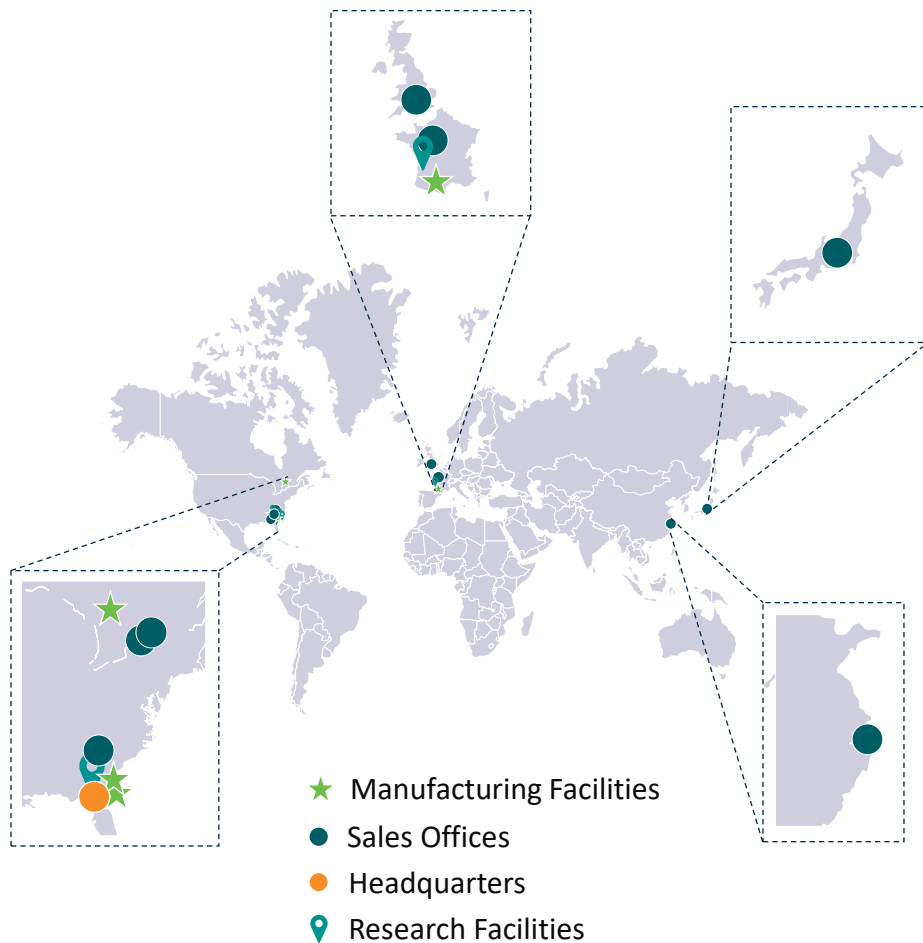 Manufacturing Facilities
Sales Offices
Headquarters
Research Facilities